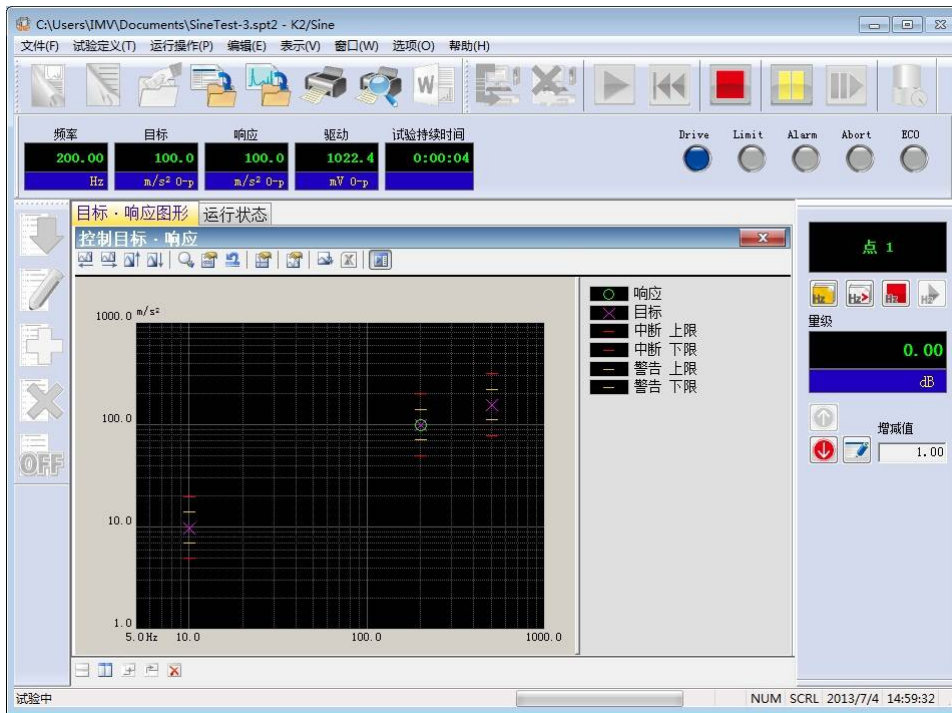 C:\Users\IMV\Documents\SineTest-3.spt2 - K2/Sine
文件(F) 试验定义(T) 运行操作(P) 编辑(E) 表示(V) 窗口(W) 选项(O) 帮助(H)
频率 目标 响应 驱动 试验持续时间
200.00 100.0 100.0 1022.4 0:00:04
Hz m/s² 0-p m/s² 0-p mV 0-p
Drive Limit Alarm Abort ECO
目标・响应图形 运行状态
控制目标・响应
m/s²
1000.0
100.0
10.0
1.0
5.0Hz 10.0 100.0 1000.0
响应
目标
中断 上限
中断 下限
警告 上限
警告 下限
OFF
点 1
Hz Hz> Hz Hz
量级
0.00
dB
增减值
1.00
试验中
NUM SCRL 2013/7/4 14:59:32